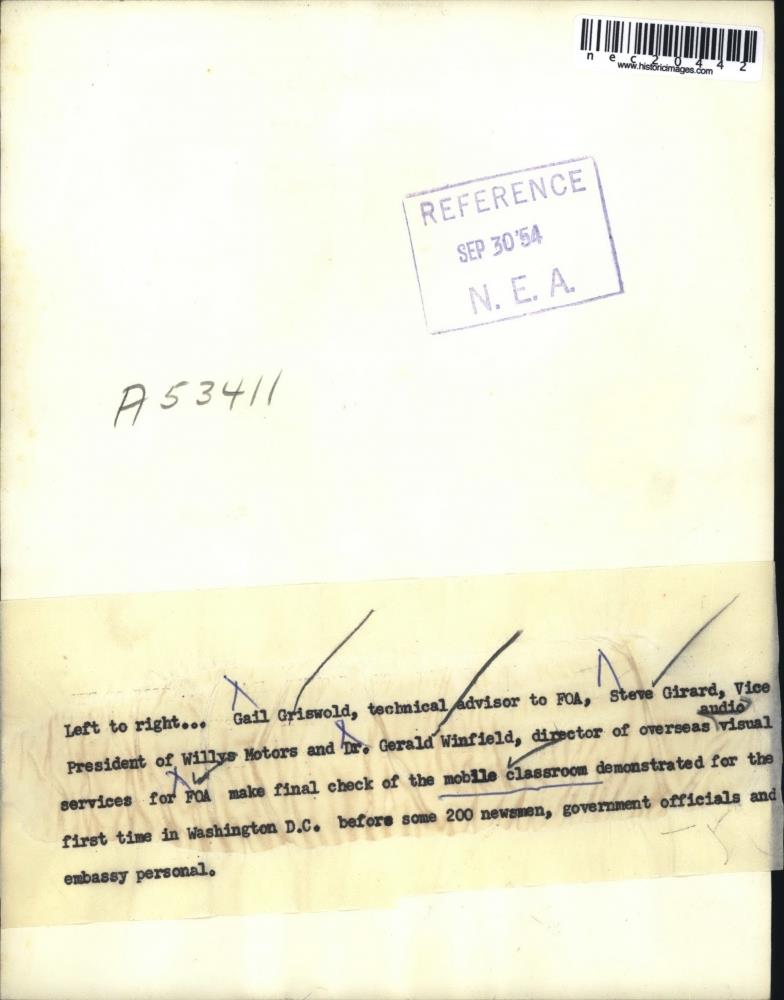 nec20442
www.historicimages.com
REFERENCE
SEP 30 '54
N. E. A.
A53411
Left to right... Gail Griswold, technical advisor to FOA, Steve Girard, Vice
audio
President of Willys Motors and Dr. Gerald Winfield, director of overseas visual
services for FOA make final check of the mobile classroom demonstrated for the
first time in Washington D.C. before some 200 newsmen, government officials and
embassy personal.